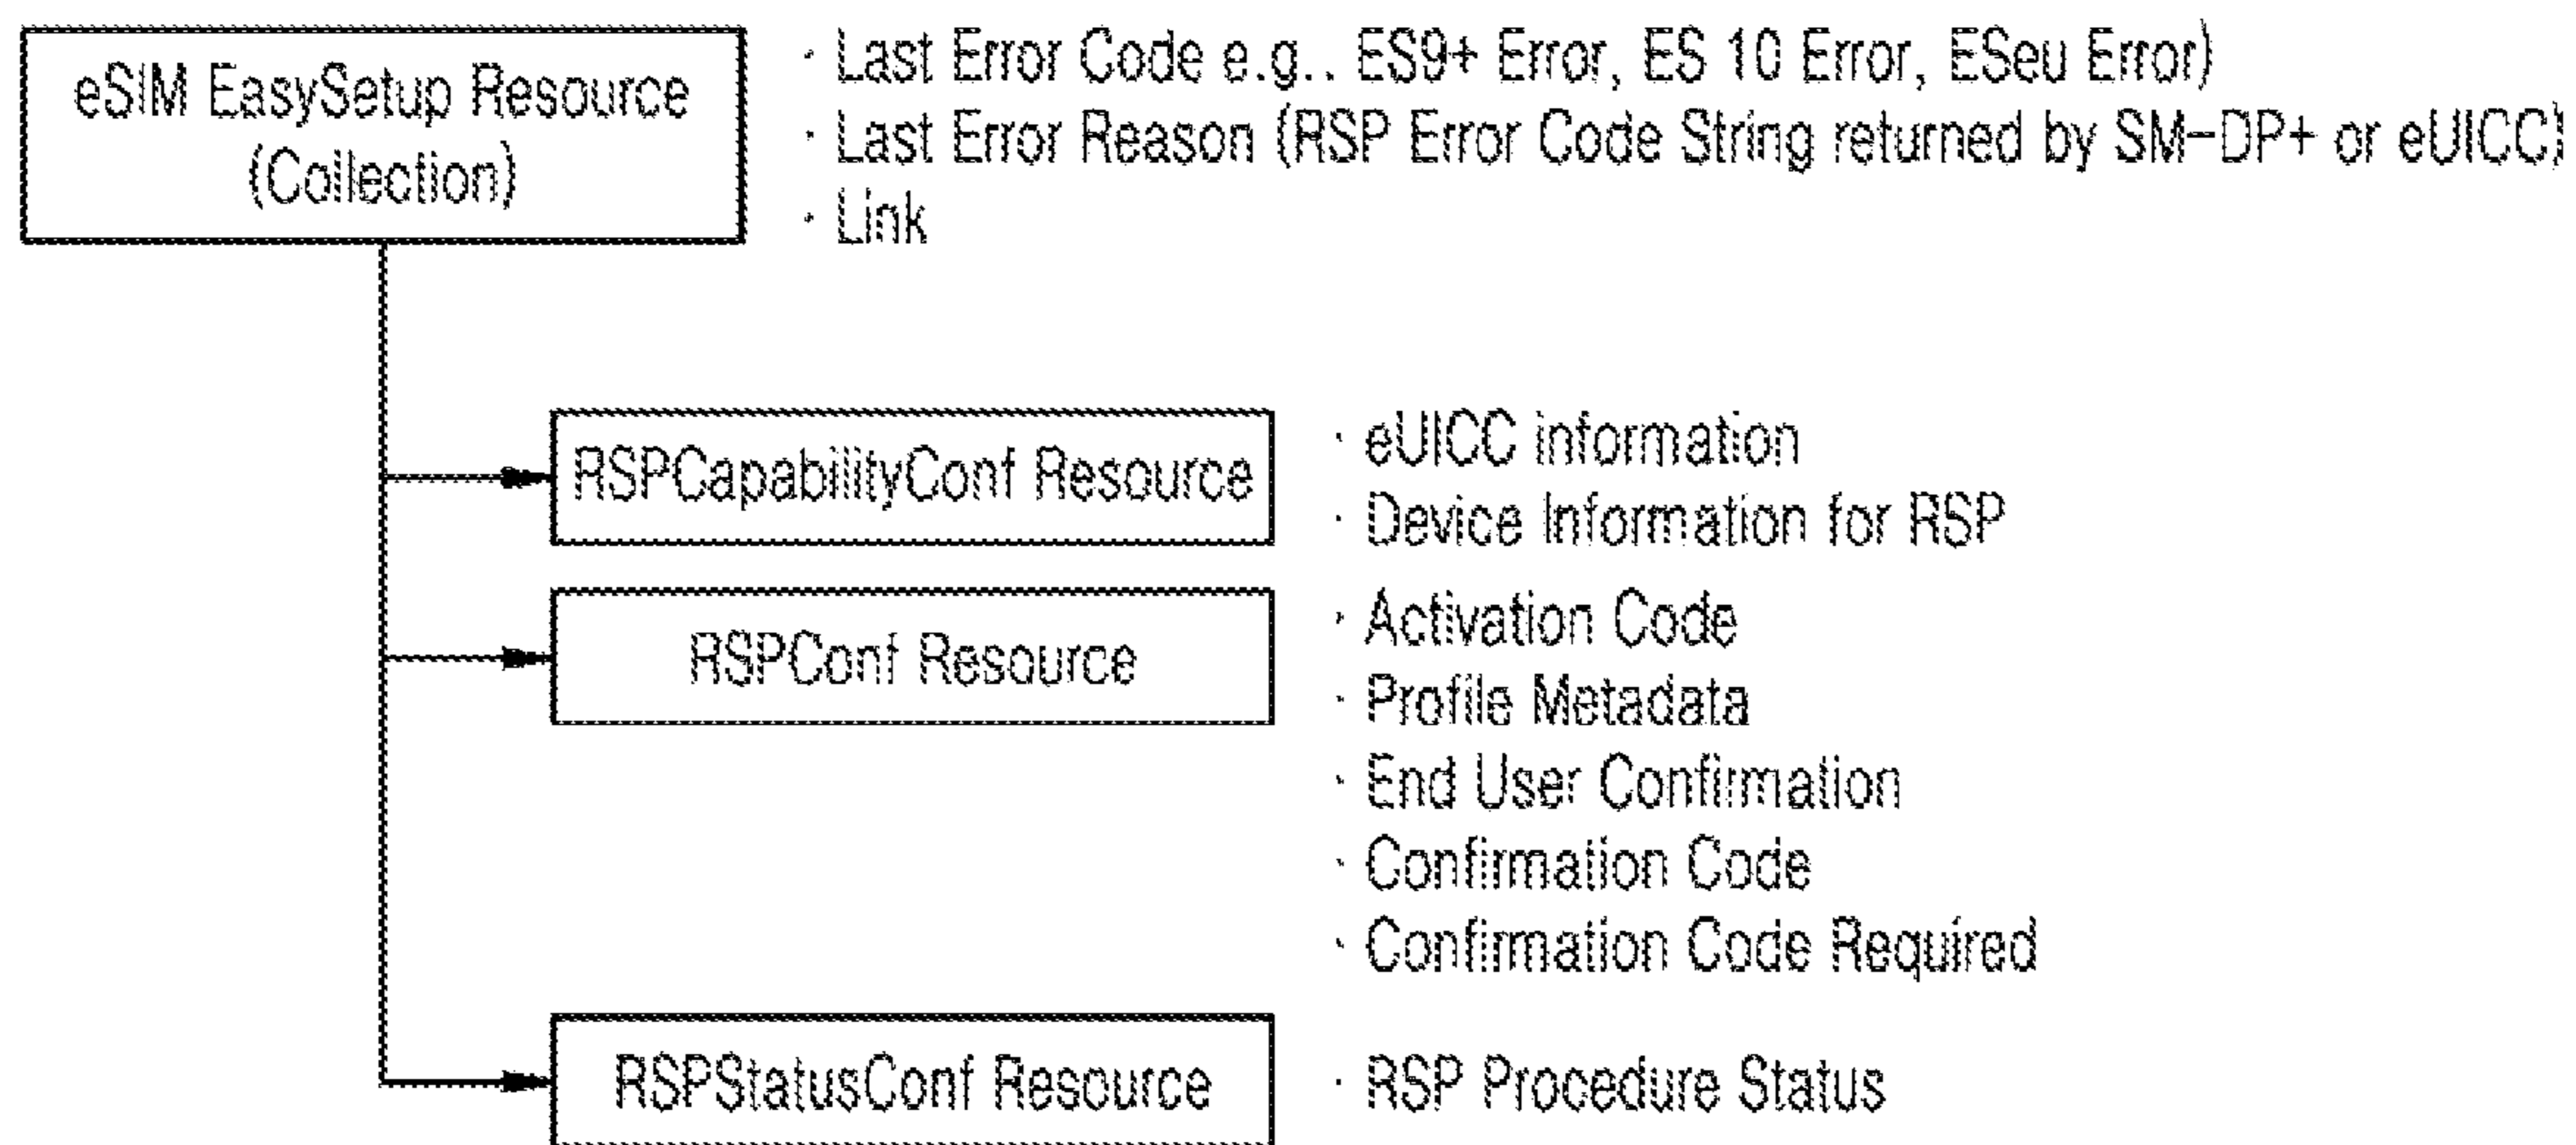 eSIM EasySetup Resource
(Collection)
· Last Error Code e.g.. ES9+ Error, ES 10 Error, ESeu Error)
· Last Error Reason (RSP Error Code String returned by SM-DP+ or eUICC)
· Link
RSPCapabilityConf Resource
· eUICC information
· Device Information for RSP
RSPConf Resource
· Activation Code
· Profile Metadata
· End User Confirmation
· Confirmation Code
· Confirmation Code Required
RSPStatusConf Resource
· RSP Procedure Status